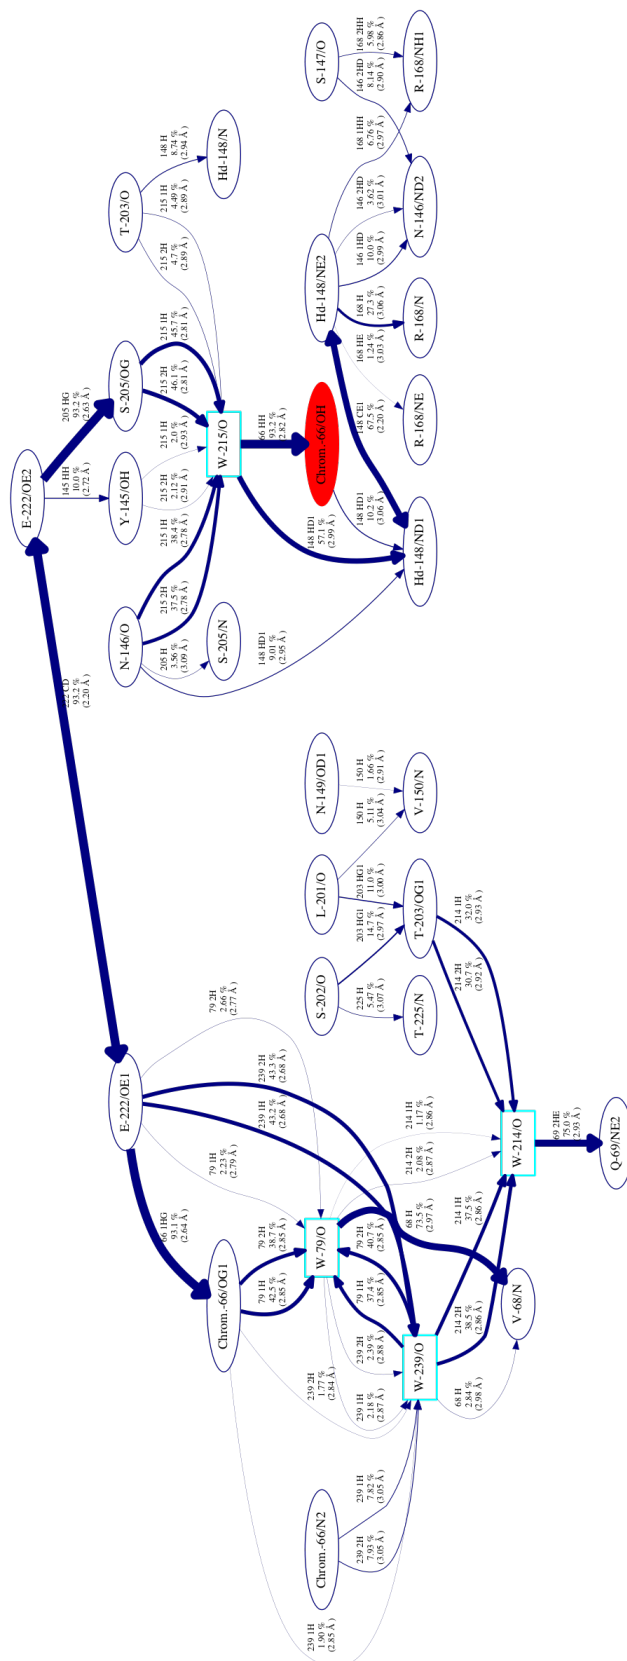 E-222/OE2
222 CD
93.2 %
(2.20 Å )
145 HH
10.0 %
(2.72 Å )
205 HG
93.2 %
(2.63 Å )
E-222/OE1
N-146/O
Y-145/OH
S-205/OG
T-203/O
66 1HG
93.1 %
(2.64 Å )
79 1H
2.23 %
(2.79 Å )
239 1H
43.2 %
(2.68 Å )
239 2H
43.3 %
(2.68 Å )
79 2H
2.66 %
(2.77 Å )
205 H
3.56 %
(3.09 Å )
215 2H
37.5 %
(2.78 Å )
215 1H
38.4 %
(2.78 Å )
215 2H
2.12 %
(2.91 Å )
215 1H
2.0 %
(2.93 Å )
215 2H
46.1 %
(2.81 Å )
215 1H
45.7 %
(2.81 Å )
215 2H
4.7 %
(2.89 Å )
215 1H
4.49 %
(2.89 Å )
148 H
8.74 %
(2.94 Å )
Chrom.-66/OG1
S-205/N
W-215/O
Hd-148/N
239 1H
1.90 %
(2.85 Å )
239 2H
1.77 %
(2.84 Å )
79 1H
42.5 %
(2.85 Å )
79 2H
38.7 %
(2.85 Å )
148 HD1
9.01 %
(2.95 Å )
148 HD1
57.1 %
(2.99 Å )
66 HH
93.2 %
(2.82 Å )
Chrom.-66/N2
W-79/O
S-202/O
L-201/O
N-149/OD1
Chrom.-66/OH
Hd-148/NE2
S-147/O
239 2H
7.93 %
(3.05 Å )
239 1H
7.82 %
(3.05 Å )
239 1H
2.18 %
(2.87 Å )
239 2H
2.39 %
(2.88 Å )
79 1H
37.4 %
(2.85 Å )
79 2H
40.7 %
(2.85 Å )
68 H
73.5 %
(2.97 Å )
214 2H
2.08 %
(2.87 Å )
214 1H
1.17 %
(2.86 Å )
225 H
5.47 %
(3.07 Å )
203 HG1
14.7 %
(2.97 Å )
203 HG1
11.0 %
(3.00 Å )
150 H
5.11 %
(3.04 Å )
150 H
1.66 %
(2.91 Å )
148 HD1
10.2 %
(3.06 Å )
148 CE1
67.5 %
(2.20 Å )
168 HE
1.24 %
(3.03 Å )
168 H
27.3 %
(3.06 Å )
146 1HD
10.0 %
(2.99 Å )
146 2HD
3.62 %
(3.01 Å )
168 1HH
6.76 %
(2.97 Å )
146 2HD
8.14 %
(2.90 Å )
168 2HH
5.98 %
(2.86 Å )
W-239/O
T-225/N
T-203/OG1
V-150/N
Hd-148/ND1
R-168/NE
R-168/N
N-146/ND2
R-168/NH1
68 H
2.84 %
(2.98 Å )
214 2H
38.5 %
(2.86 Å )
214 1H
37.5 %
(2.86 Å )
214 2H
30.7 %
(2.92 Å )
214 1H
32.0 %
(2.93 Å )
V-68/N
W-214/O
69 2HE
75.0 %
(2.93 Å )
Q-69/NE2